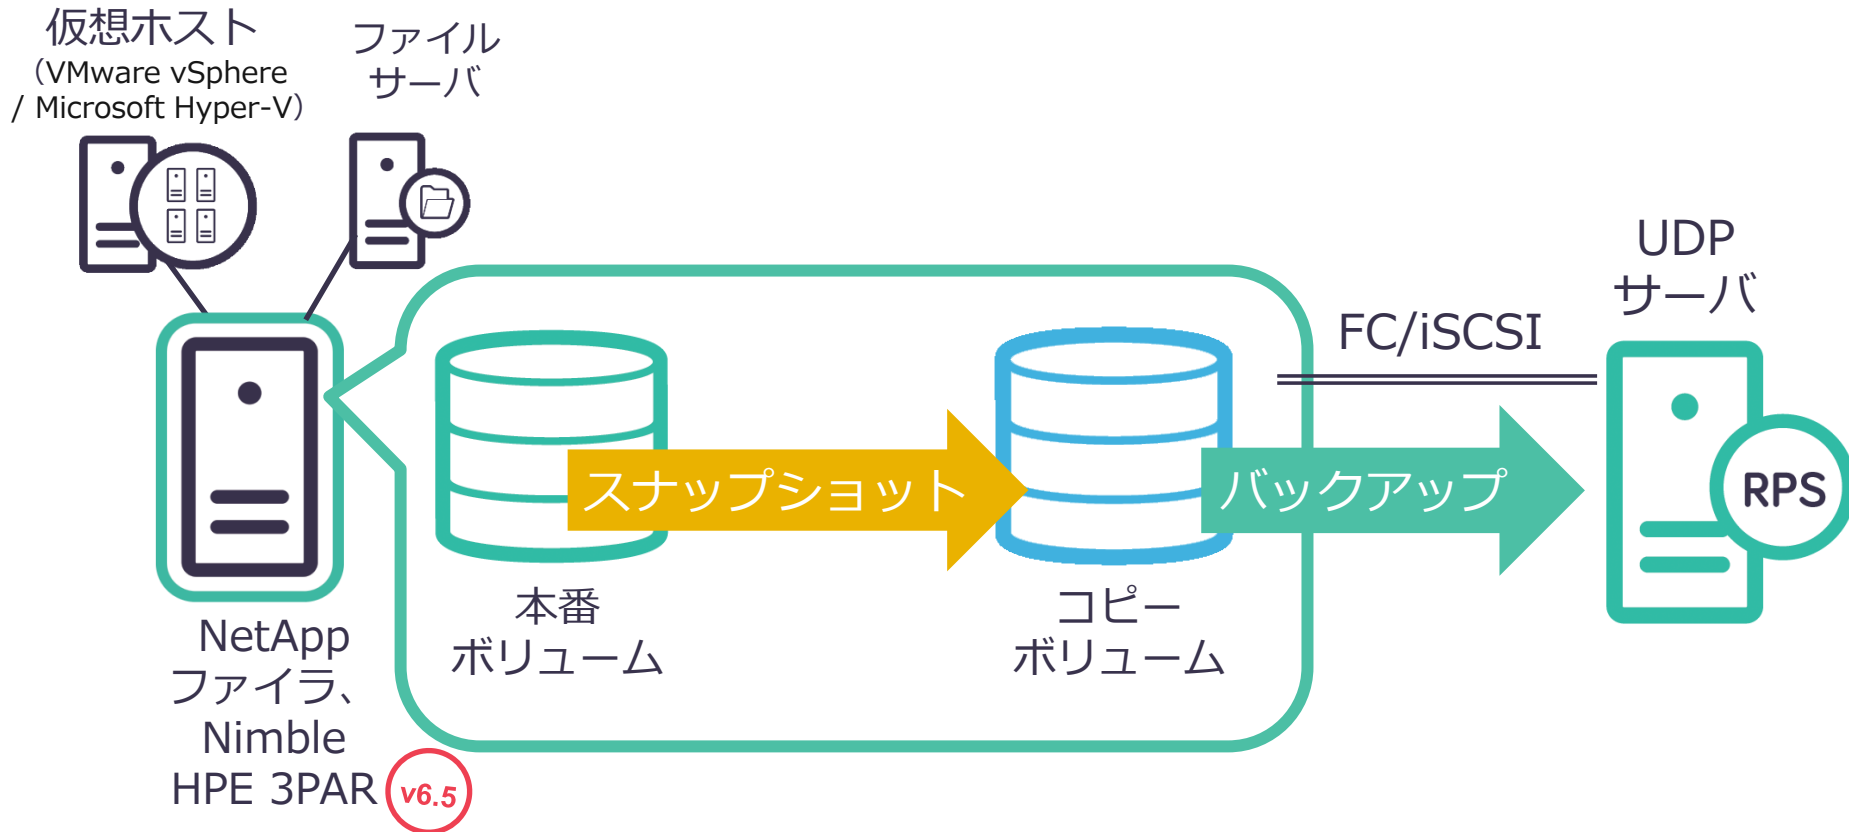 仮想ホスト
（VMware vSphere
/ Microsoft Hyper-V）
ファイル
サーバ
UDP
サーバ
FC/iSCSI
スナップショット
バックアップ
RPS
本番
ボリューム
コピー
ボリューム
NetApp
ファイラ、
Nimble
HPE 3PAR
v6.5